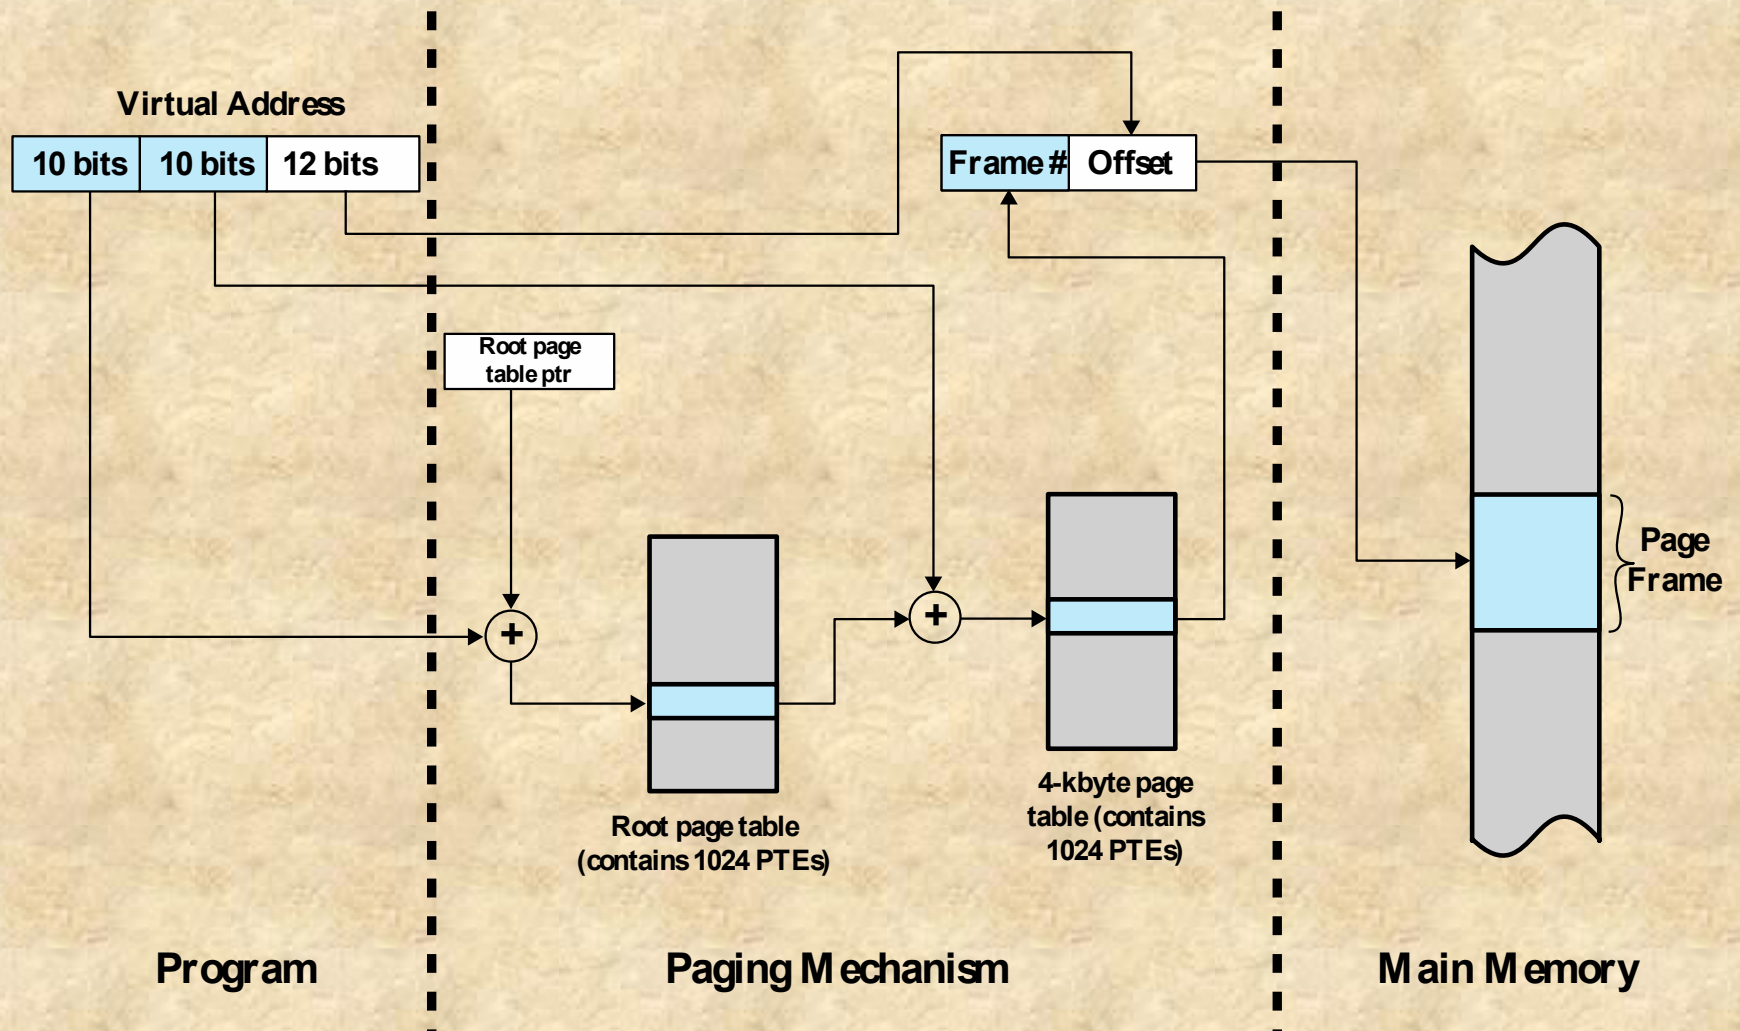 Virtual Address
10 bits
10 bits
12 bits
Frame #
Offset
Root page
table ptr
+
+
Page
Frame
4-kbyte page
table (contains
1024 PTEs)
Root page table
(contains 1024 PTEs)
Program
Paging Mechanism
Main Memory